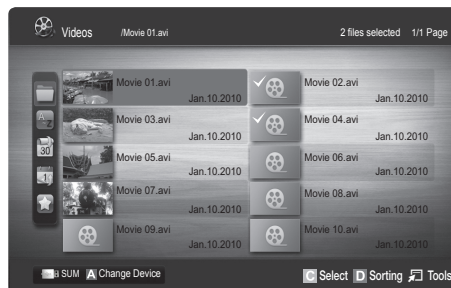 Videos /Movie 01.avi 2 files selected 1/1 Page
Movie 01.avi Movie 02.avi
Jan.10.2010 Jan.10.2010
Movie 03.avi Movie 04.avi
Jan.10.2010 Jan.10.2010
Movie 05.avi Movie 06.avi
Jan.10.2010 Jan.10.2010
Movie 07.avi Movie 08.avi
Jan.10.2010 Jan.10.2010
Movie 09.avi Movie 10.avi
Jan.10.2010 Jan.10.2010
A
Z
30
1
SUM A Change Device C Select D Sorting Tools